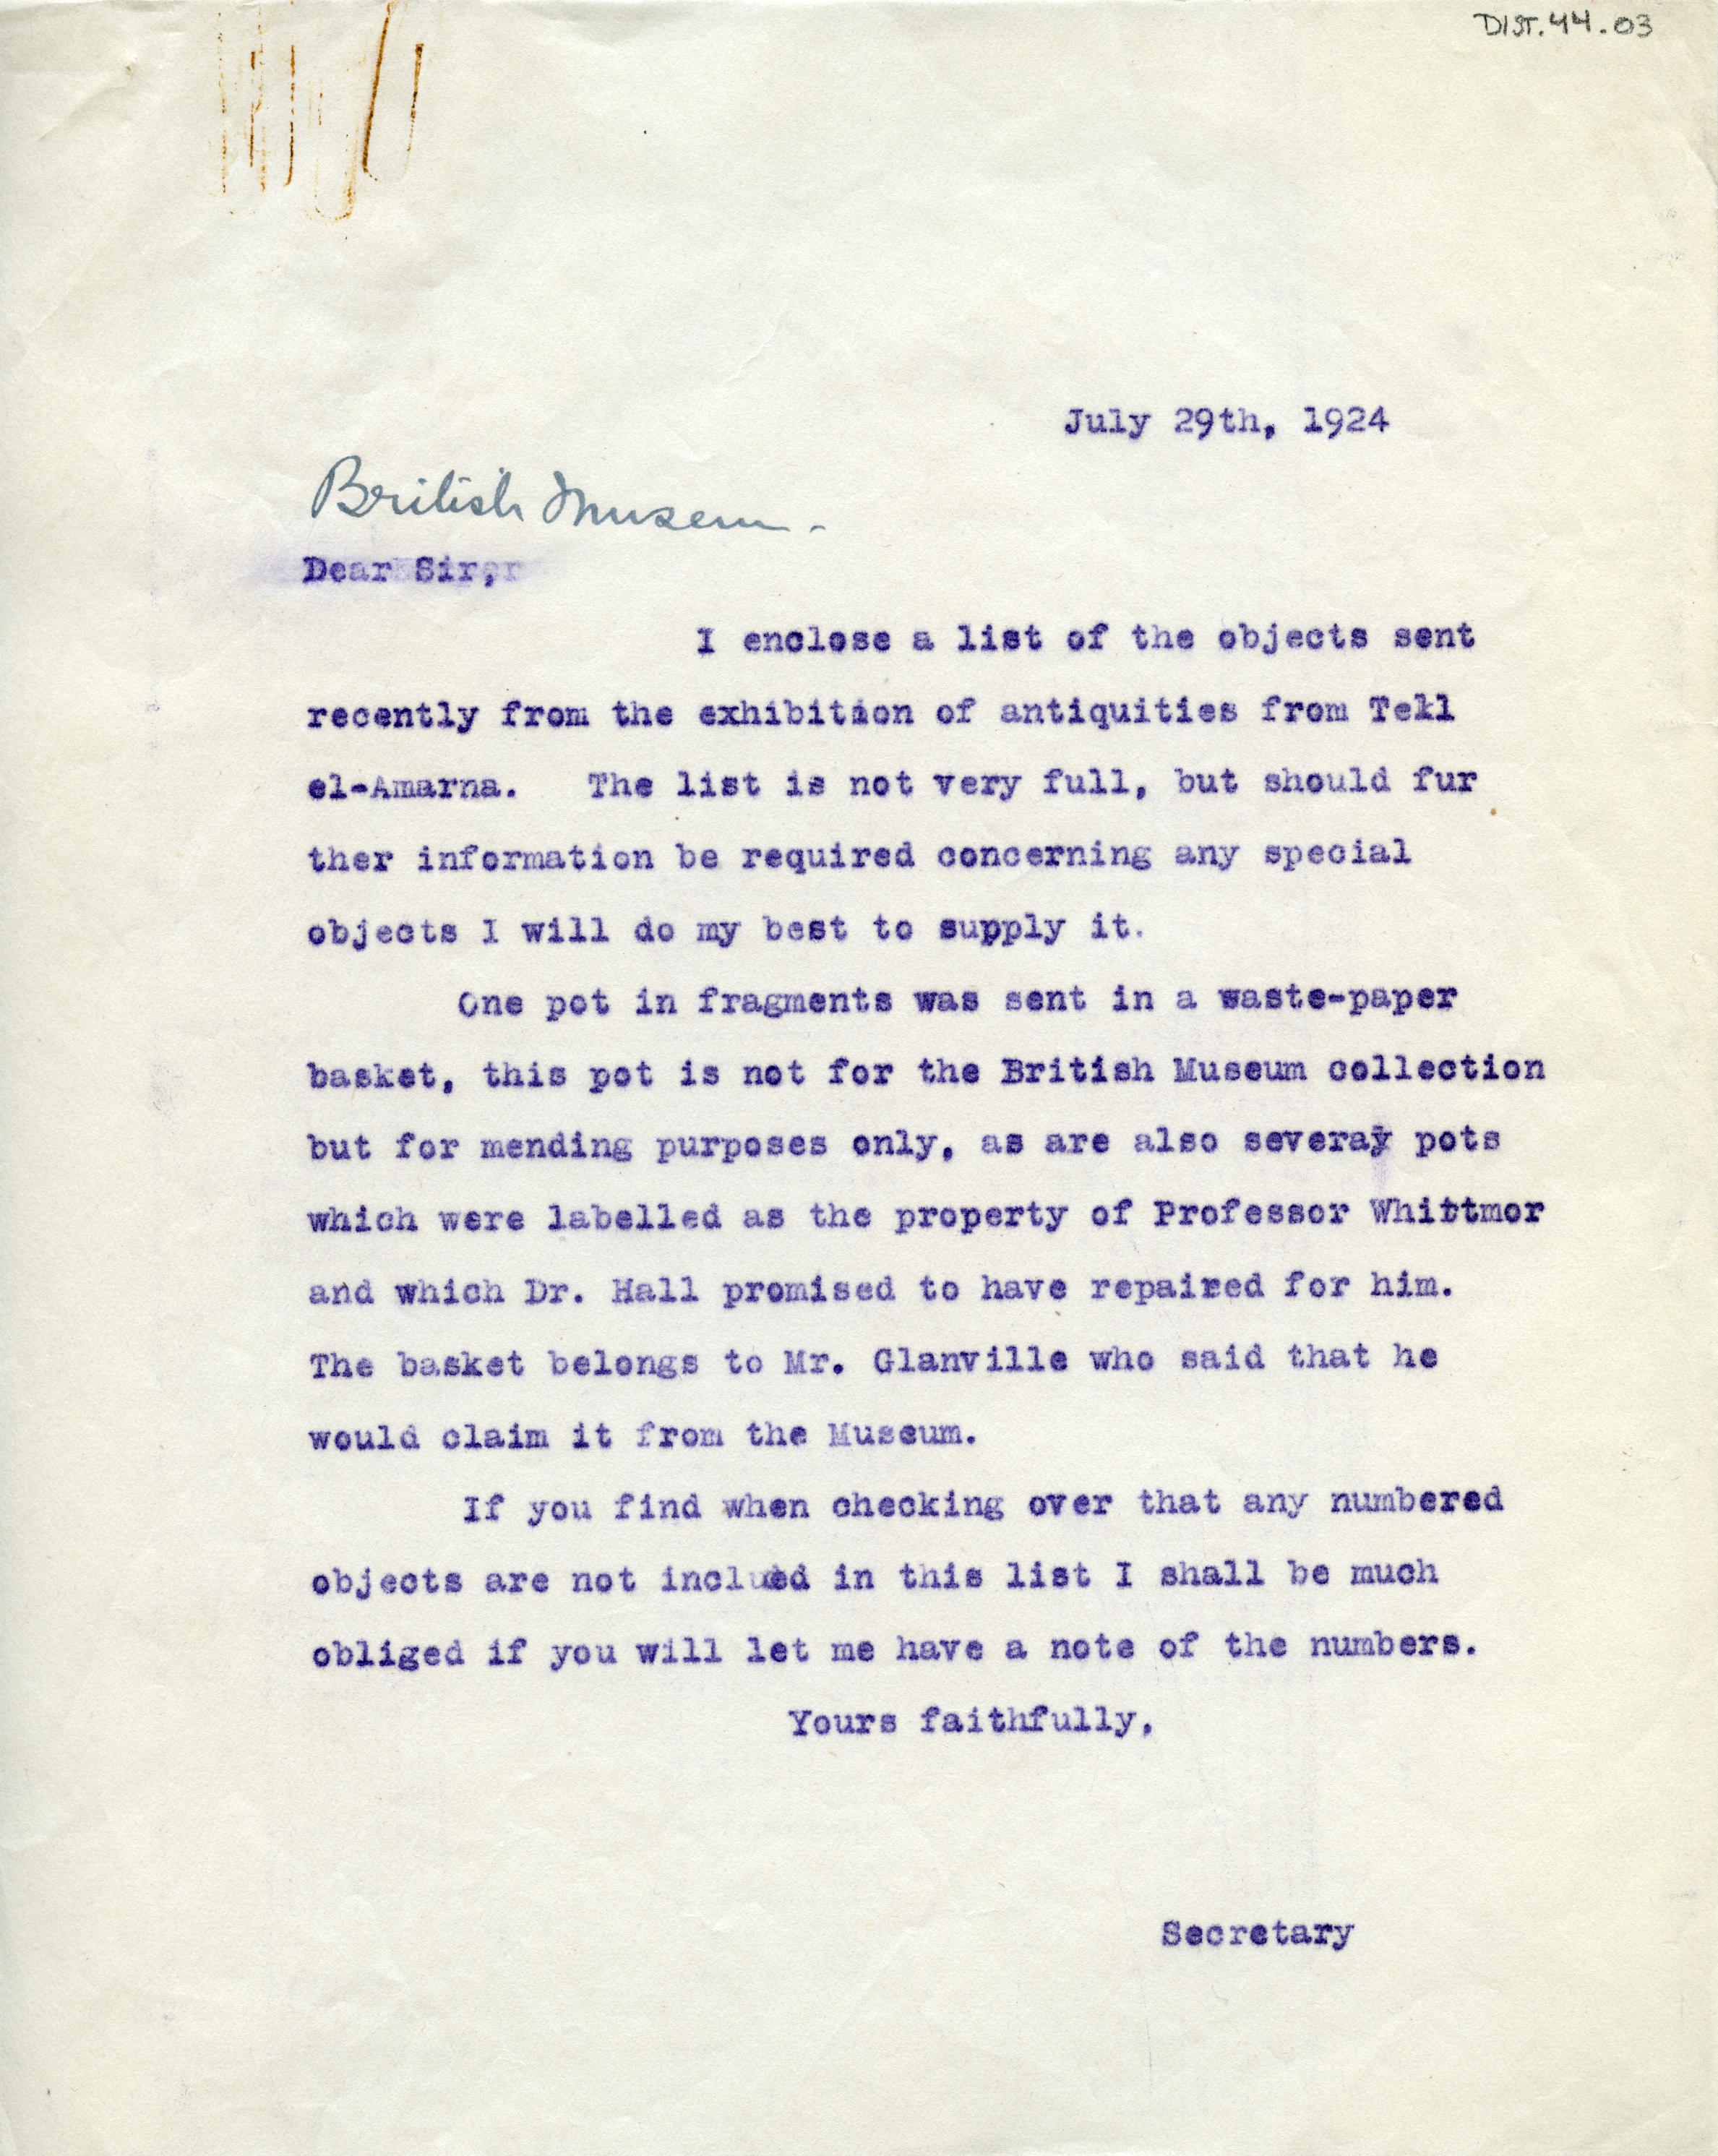 DIST.44.03
July 29th, 1924
British Museum.
Dear Sir,
I enclose a list of the objects sent
recently from the exhibition of antiquities from Tell
el-Amarna. The list is not very full, but should fur
ther information be required concerning any special
objects I will do my best to supply it.
One pot in fragments was sent in a waste-paper
basket, this pot is not for the British Museum collection
but for mending purposes only, as are also several pots
which were labelled as the property of Professor Whittmor
and which Dr. Hall promised to have repaired for him.
The basket belongs to Mr. Glanville who said that he
would claim it from the Museum.
If you find when checking over that any numbered
objects are not inclued in this list I shall be much
obliged if you will let me have a note of the numbers.
Yours faithfully,
Secretary